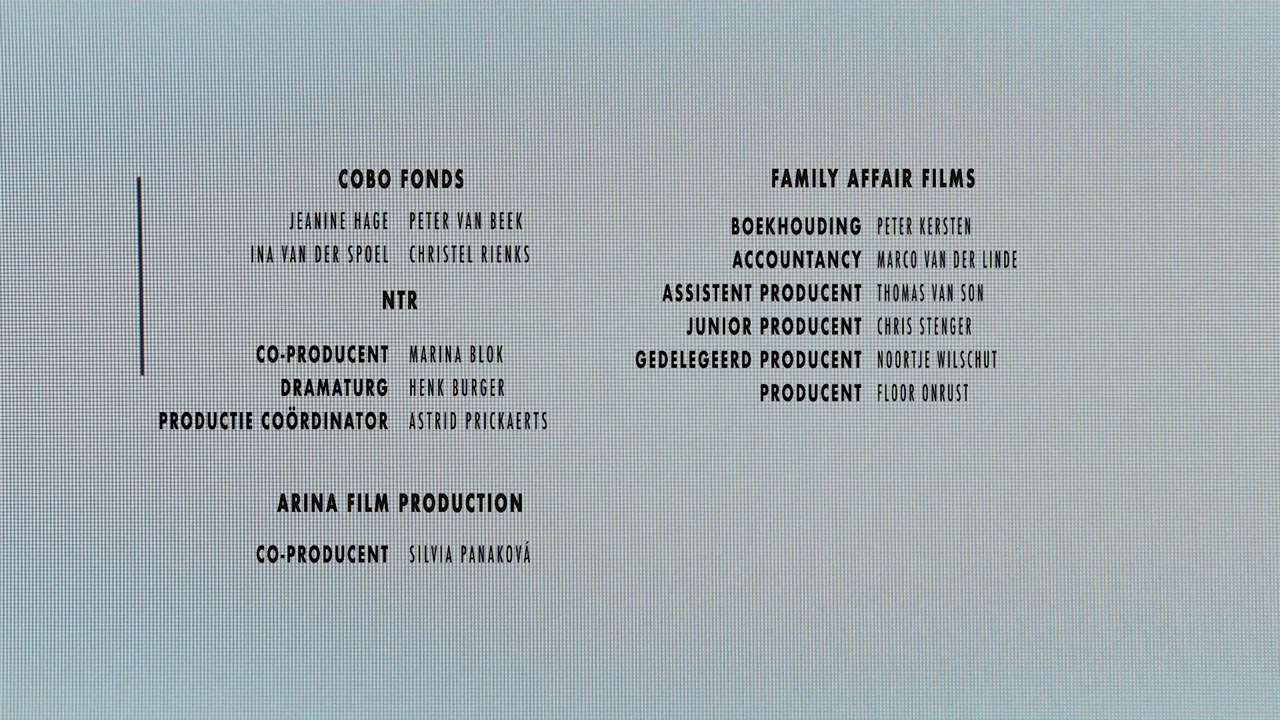 COBO FONDS
JEANINE HAGE PETER VAN BEEK
INA VAN DER SPOEL CHRISTEL RIENKS
NTR
CO-PRODUCENT MARINA BLOK
DRAMATURG HENK BURGER
PRODUCTIE COÖRDINATOR ASTRID PRICKAERTS
ARINA FILM PRODUCTION
CO-PRODUCENT SILVIA PANAKOVÁ
FAMILY AFFAIR FILMS
BOEKHOUDING PETER KERSTEN
ACCOUNTANCY MARCO VAN DER LINDE
ASSISTENT PRODUCENT THOMAS VAN SON
JUNIOR PRODUCENT CHRIS STENGER
GEDELEGEERD PRODUCENT NOORTJE WILSCHUT
PRODUCENT FLOOR ONRUST